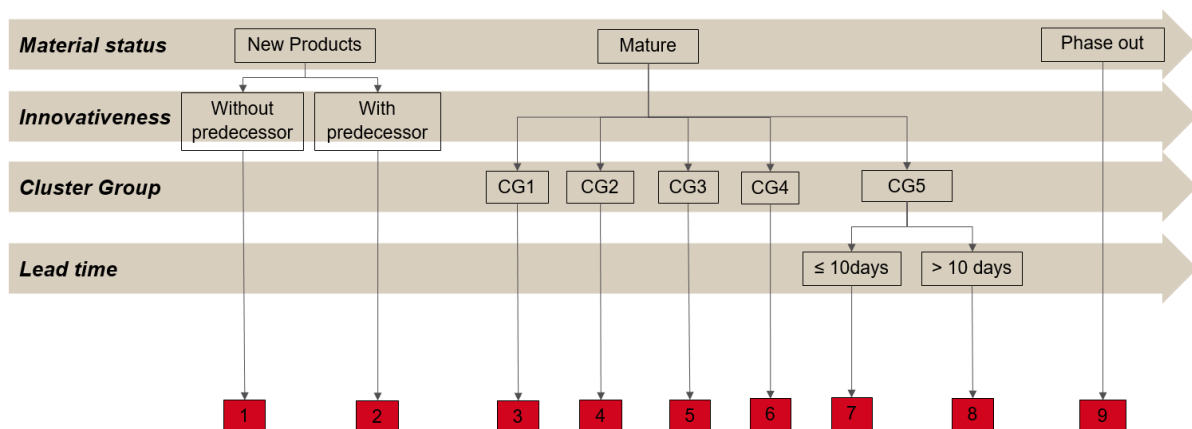 Material status
New Products
Mature
Phase out
Innovativeness
Without
predecessor
With
predecessor
Cluster Group
CG1
CG2
CG3
CG4
CG5
Lead time
≤ 10days
> 10 days
1
2
3
4
5
6
7
8
9